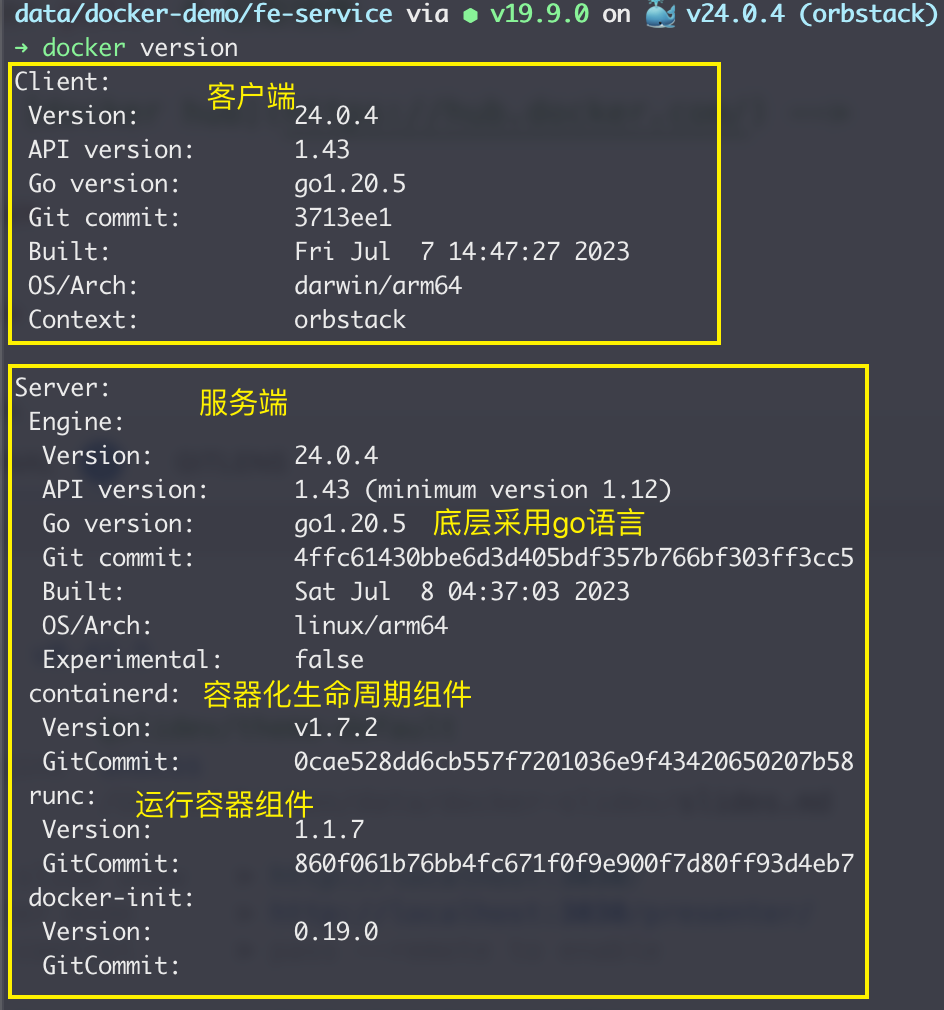 data/docker-demo/fe-service via ⬢ v19.9.0 on 🐳 v24.0.4 (orbstack)
➜ docker version
Client:
客户端
Version: 24.0.4
API version: 1.43
Go version: go1.20.5
Git commit: 3713ee1
Built: Fri Jul  7 14:47:27 2023
OS/Arch: darwin/arm64
Context: orbstack
Server:
服务端
Engine:
Version: 24.0.4
API version: 1.43 (minimum version 1.12)
Go version: go1.20.5 底层采用go语言
Git commit: 4ffc61430bbe6d3d405bdf357b766bf303ff3cc5
Built: Sat Jul  8 04:37:03 2023
OS/Arch: linux/arm64
Experimental: false
containerd: 容器化生命周期组件
Version: v1.7.2
GitCommit: 0cae528dd6cb557f7201036e9f43420650207b58
runc: 运行容器组件
Version: 1.1.7
GitCommit: 860f061b76bb4fc671f0f9e900f7d80ff93d4eb7
docker-init:
Version: 0.19.0
GitCommit: